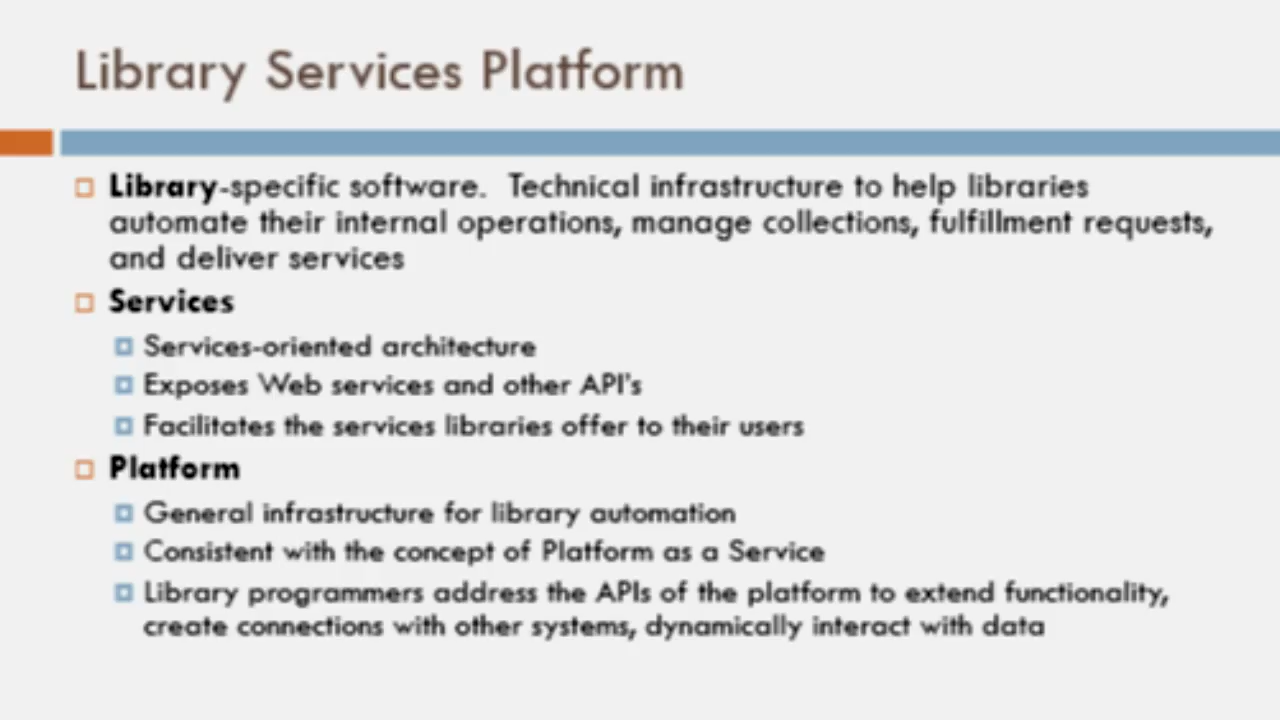 Library Services Platform
Library-specific software.  Technical infrastructure to help libraries
automate their internal operations, manage collections, fulfillment requests,
and deliver services
Services
Services-oriented architecture
Exposes Web services and other API's
Facilitates the services libraries offer to their users
Platform
General infrastructure for library automation
Consistent with the concept of Platform as a Service
Library programmers address the APIs of the platform to extend functionality,
create connections with other systems, dynamically interact with data